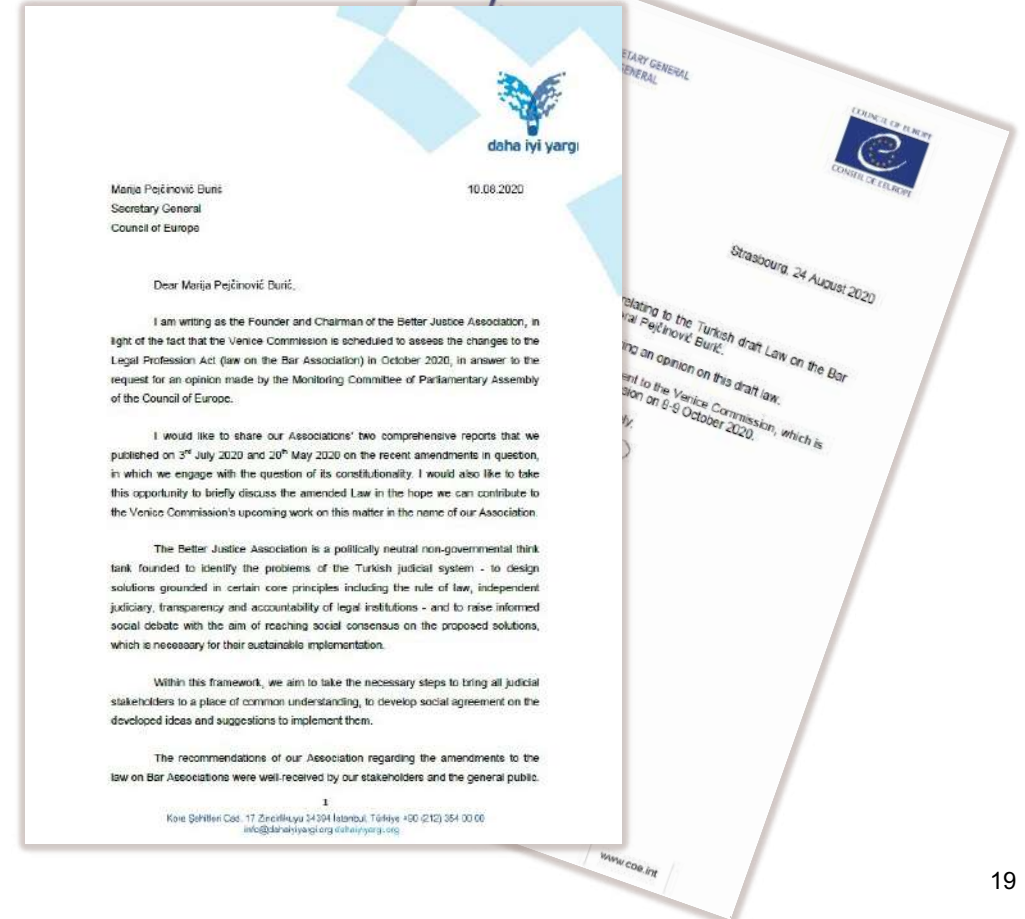 daha iyi yargı
Marija Pejčinović Burić
10.08.2020
Secretary General
Council of Europe
Dear Marija Pejčinović Burić,
I am writing as the Founder and Chairman of the Better Justice Association, in
light of the fact that the Venice Commission is scheduled to assess the changes to the
Legal Profession Act (law on the Bar Association) in October 2020, in answer to the
request for an opinion made by the Monitoring Committee of Parliamentary Assembly
of the Council of Europe.
I would like to share our Associations' two comprehensive reports that we
published on 3rd July 2020 and 20th May 2020 on the recent amendments in question,
in which we engage with the question of its constitutionality. I would also like to take
this opportunity to briefly discuss the amended Law in the hope we can contribute to
the Venice Commission's upcoming work on this matter in the name of our Association.
The Better Justice Association is a politically neutral non-governmental think
tank founded to identify the problems of the Turkish judicial system - to design
solutions grounded in certain core principles including the rule of law, independent
judiciary, transparency and accountability of legal institutions - and to raise informed
social debate with the aim of reaching social consensus on the proposed solutions,
which is necessary for their sustainable implementation.
Within this framework, we aim to take the necessary steps to bring all judicial
stakeholders to a place of common understanding, to develop social agreement on the
developed ideas and suggestions to implement them.
The recommendations of our Association regarding the amendments to the
law on Bar Associations were well-received by our stakeholders and the general public.
1
Kore Şehitleri Cad. 17 Zincirlikuyu 34394 İstanbul, Türkiye +90 (212) 354 00 00
info@dahaiyiyargi.org dahaiyiyargi.org
SECRETARY GENERAL
GENERAL
COUNCIL OF EUROPE
CONSEIL DE L'EUROPE
Strasbourg, 24 August 2020
relating to the Turkish draft Law on the Bar
Pejčinović Burić.
an opinion on this draft law.
to the Venice Commission, which is
on 8-9 October 2020.
www.coe.int
19